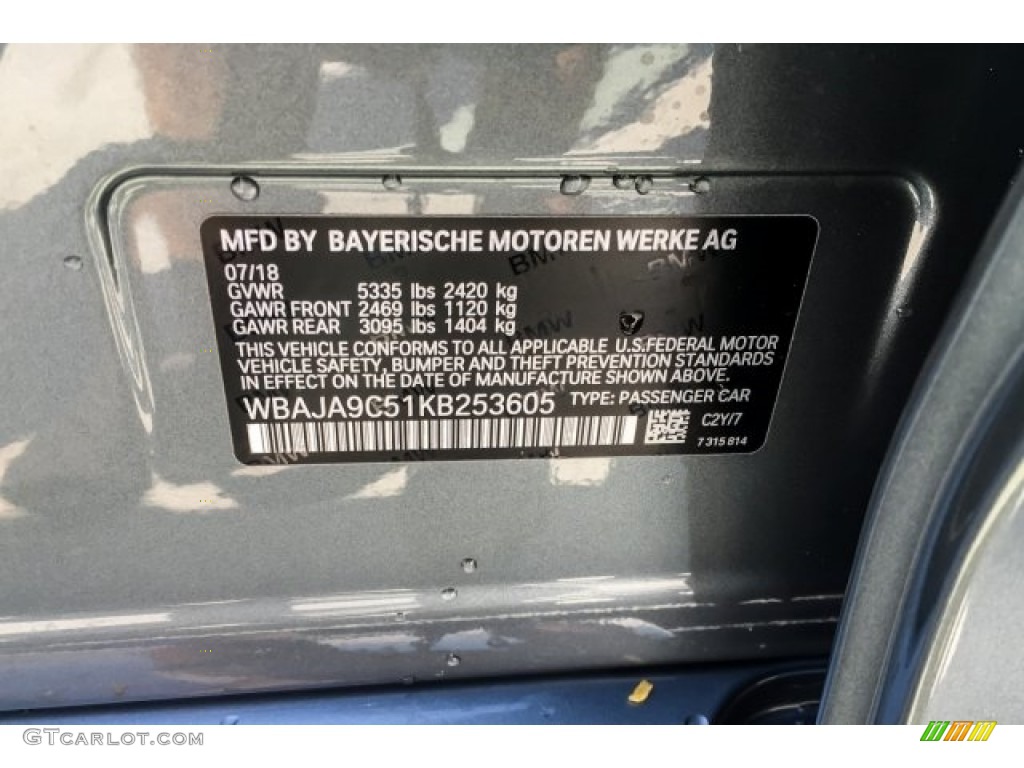 MFD BY BAYERISCHE MOTOREN WERKE AG
07/18
GVWR 5335 lbs 2420 kg
GAWR FRONT 2469 lbs 1120 kg
GAWR REAR 3095 lbs 1404 kg
THIS VEHICLE CONFORMS TO ALL APPLICABLE U.S.FEDERAL MOTOR
VEHICLE SAFETY, BUMPER AND THEFT PREVENTION STANDARDS
IN EFFECT ON THE DATE OF MANUFACTURE SHOWN ABOVE.
WBAJA9C51KB253605 TYPE: PASSENGER CAR
C2Y/7
7 315 814
BMW
BMW
BMW
GTCarLot.com